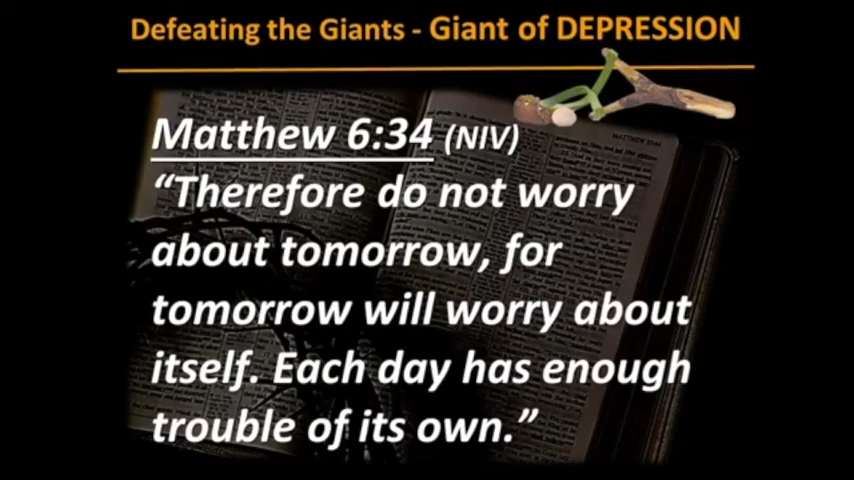 Defeating the Giants - Giant of DEPRESSION
Matthew 6:34 (NIV)
“Therefore do not worry
about tomorrow, for
tomorrow will worry about
itself. Each day has enough
trouble of its own.”